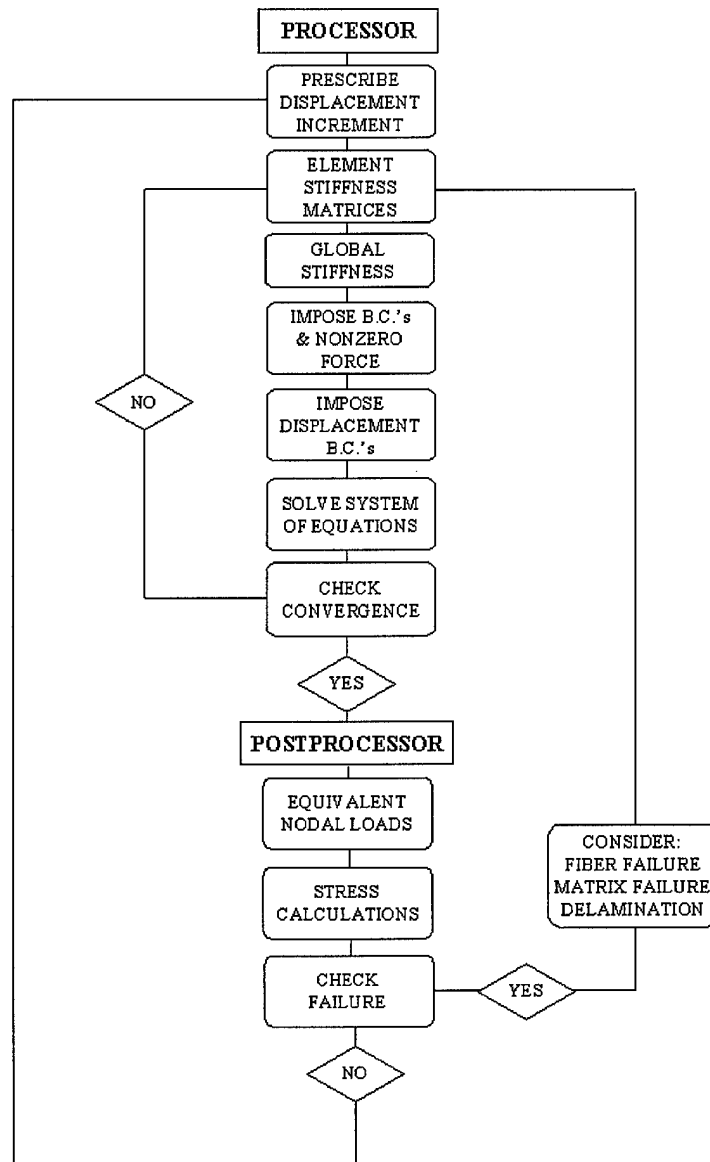 PROCESSOR
PRESCRIBE
DISPLACEMENT
INCREMENT
ELEMENT
STIFFNESS
MATRICES
GLOBAL
STIFFNESS
IMPOSE B.C.'s
& NONZERO
FORCE
NO
IMPOSE
DISPLACEMENT
B.C.'s
SOLVE SYSTEM
OF EQUATIONS
CHECK
CONVERGENCE
YES
POSTPROCESSOR
EQUIVALENT
NODAL LOADS
CONSIDER:
FIBER FAILURE
MATRIX FAILURE
DELAMINATION
STRESS
CALCULATIONS
CHECK
FAILURE
YES
NO